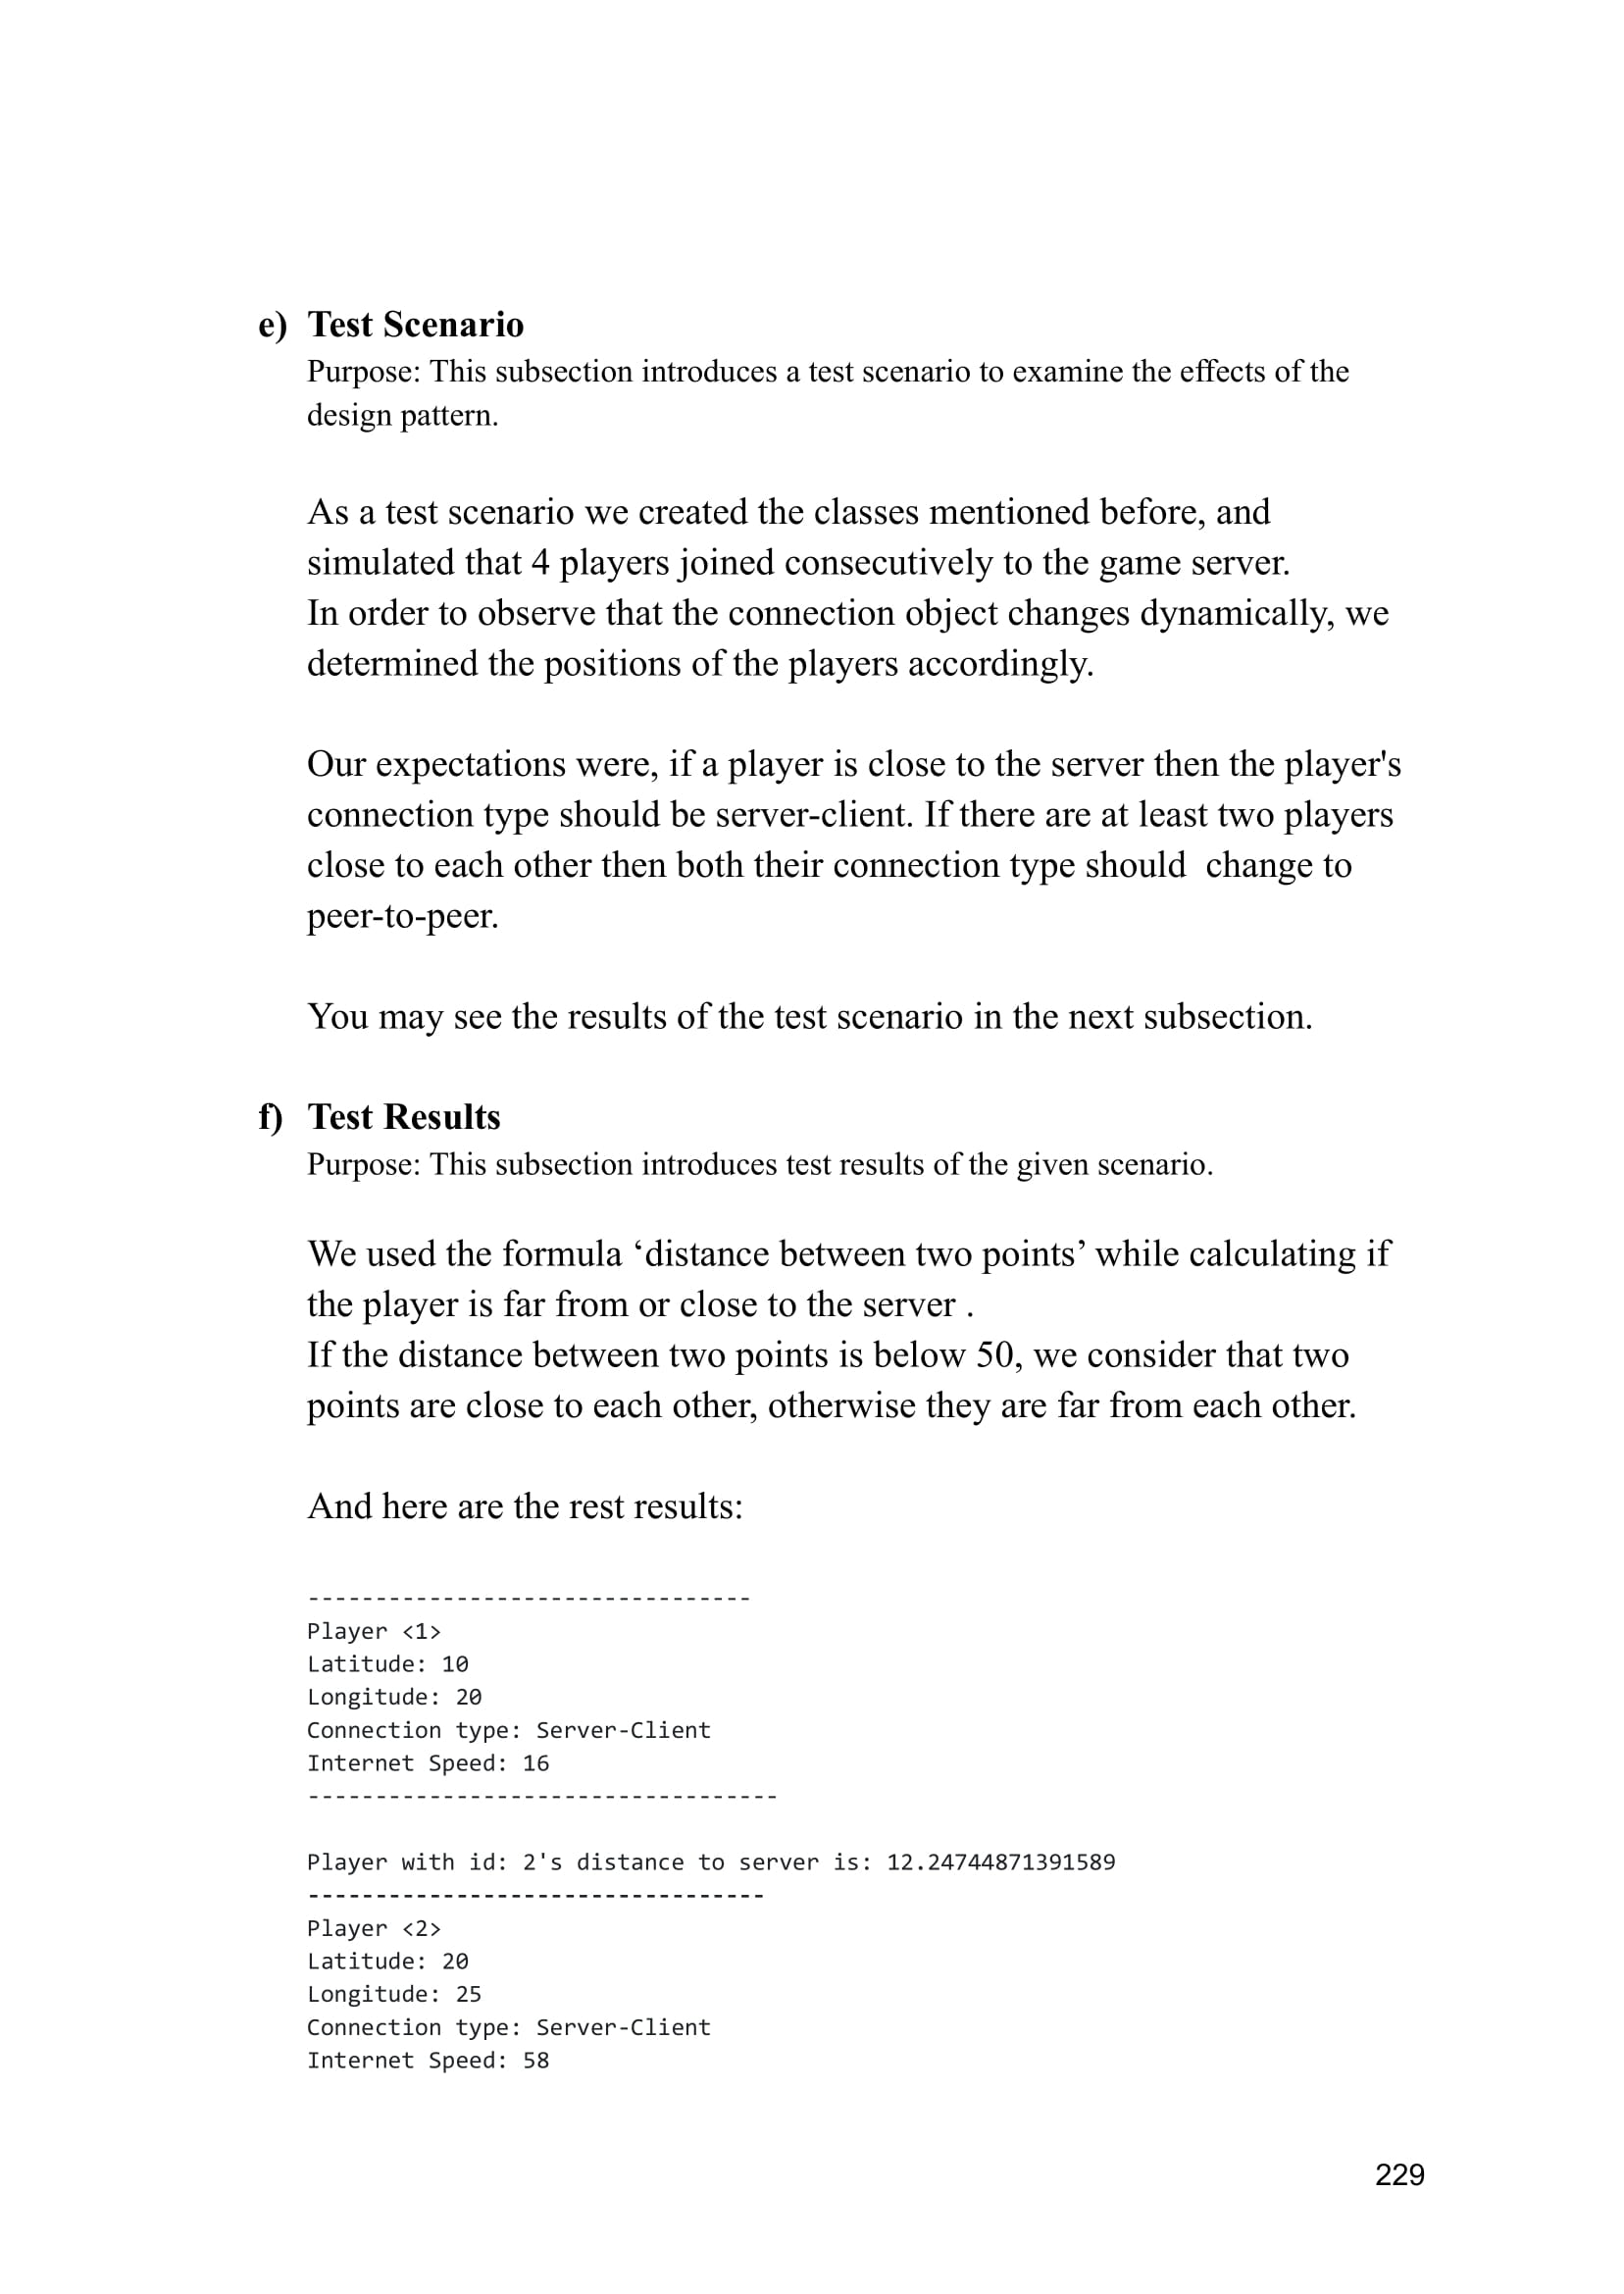 e) Test Scenario
Purpose: This subsection introduces a test scenario to examine the effects of the
design pattern.
As a test scenario we created the classes mentioned before, and
simulated that 4 players joined consecutively to the game server.
In order to observe that the connection object changes dynamically, we
determined the positions of the players accordingly.
Our expectations were, if a player is close to the server then the player's
connection type should be server-client. If there are at least two players
close to each other then both their connection type should  change to
peer-to-peer.
You may see the results of the test scenario in the next subsection.
f) Test Results
Purpose: This subsection introduces test results of the given scenario.
We used the formula ‘distance between two points’ while calculating if
the player is far from or close to the server .
If the distance between two points is below 50, we consider that two
points are close to each other, otherwise they are far from each other.
And here are the rest results:
---------------------------------
Player <1>
Latitude: 10
Longitude: 20
Connection type: Server-Client
Internet Speed: 16
-----------------------------------
Player with id: 2's distance to server is: 12.24744871391589
----------------------------------
Player <2>
Latitude: 20
Longitude: 25
Connection type: Server-Client
Internet Speed: 58
229